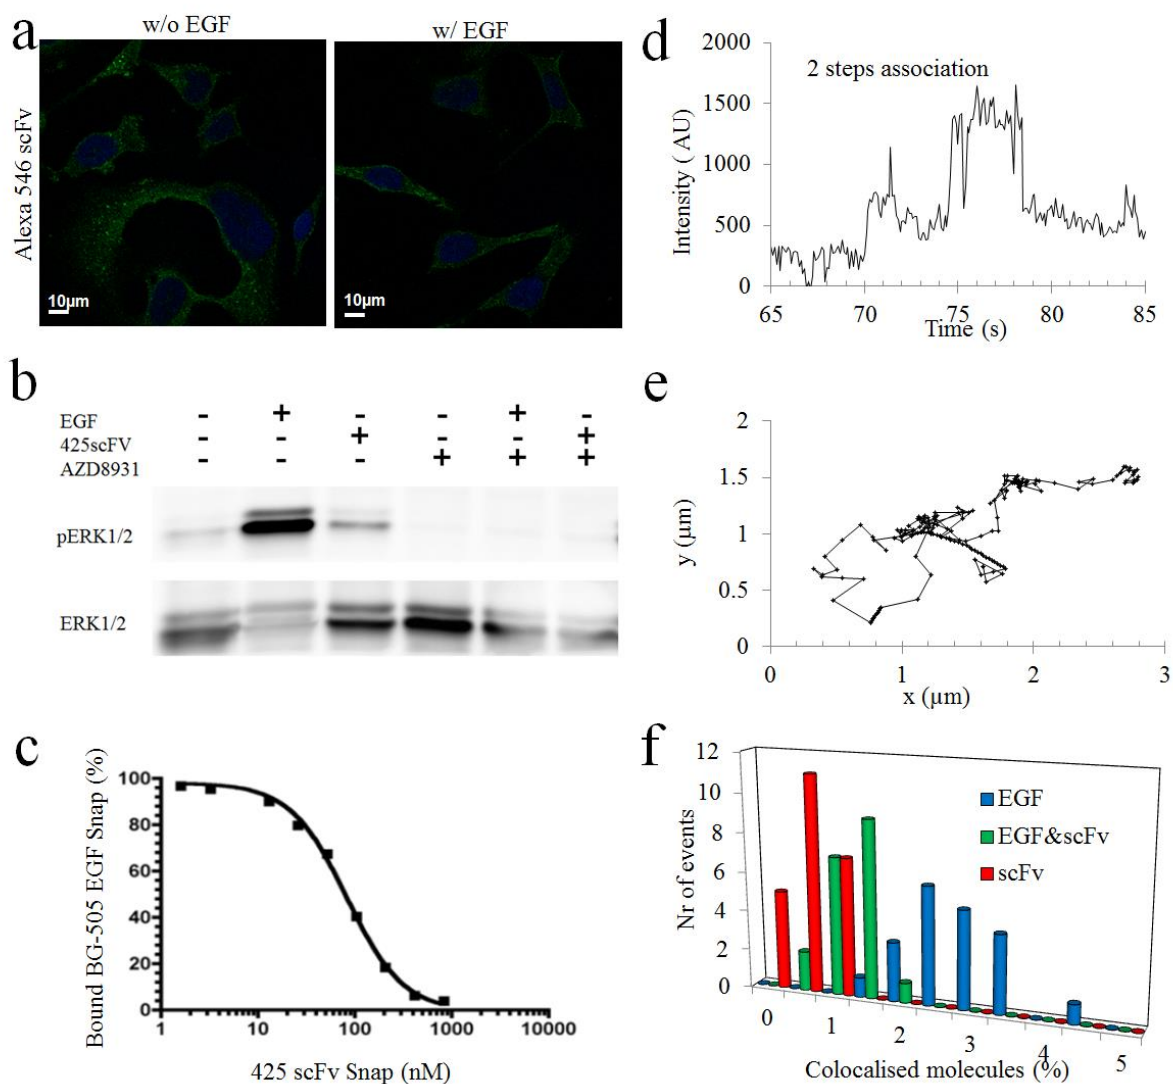 a
w/o EGF
w/ EGF
Alexa 546 scFv
10µm
10µm
b
EGF - + - - + -
425scFV - - + - - +
AZD8931 - - - + + +
pERK1/2
ERK1/2
c
Bound BG-505 EGF Snap (%)
100
80
60
40
20
0
1 10 100 1000 10000
425 scFv Snap (nM)
d
2 steps association
Intensity ( AU)
2000
1500
1000
500
0
65 70 75 80 85
Time (s)
e
y (µm)
2
1.5
1
0.5
0
0 1 2 3
x (µm)
f
Nr of events
12
10
8
6
4
2
0
EGF
EGF&scFv
scFv
0 1 2 3 4 5
Colocalised molecules (%)